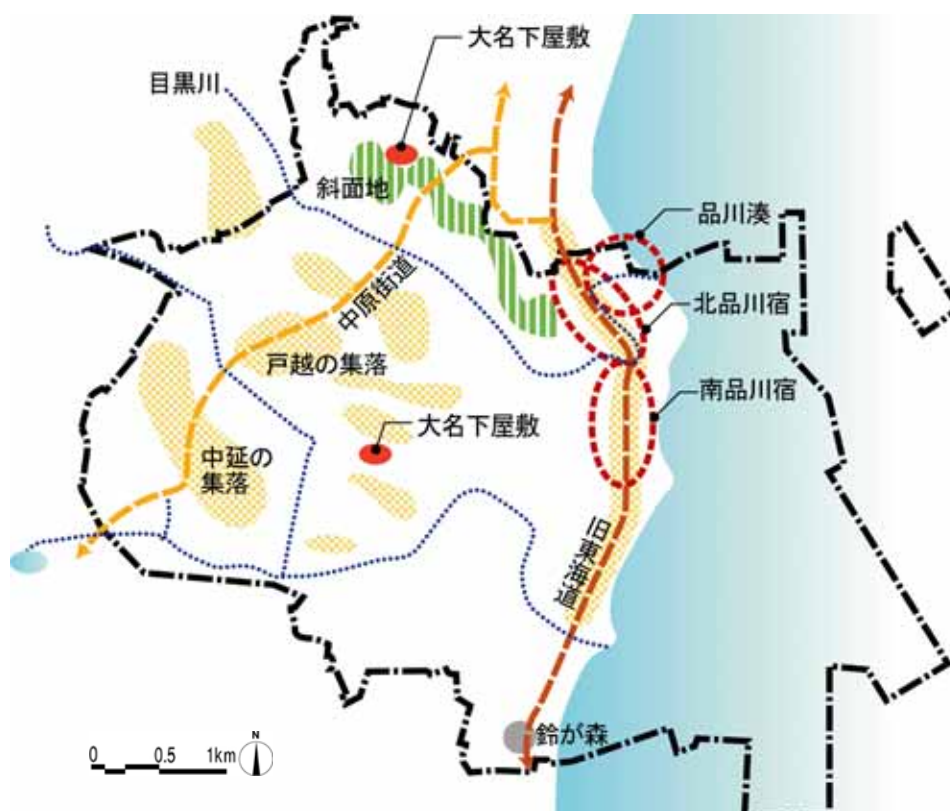 大名下屋敷
目黒川
斜面地
品川湊
中原街道
北品川宿
戸越の集落
南品川宿
大名下屋敷
中延の
集落
旧東海道
鈴が森
N
0 0.5 1km